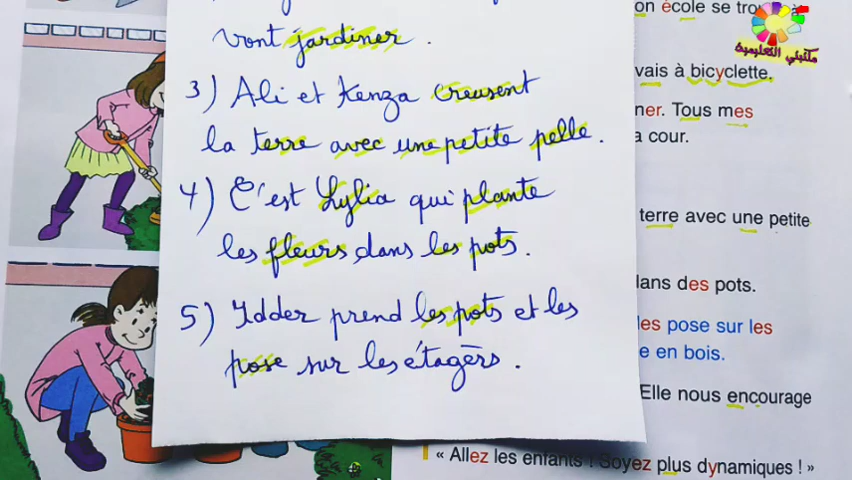 vont jardiner .
3) Ali et Kenza creusent
la terre avec une petite pelle .
4) C'est Lylia qui plante
les fleurs dans les pots .
5) Idder prend les pots et les
pose sur les étagèrs .
on école se
vais à bicyclette.
ner. Tous mes
a cour.
terre avec une petite
dans des pots.
les pose sur les
e en bois.
Elle nous encourage
« Allez les enfants ! Soyez plus dynamiques ! »
مكتبتي التعليمية